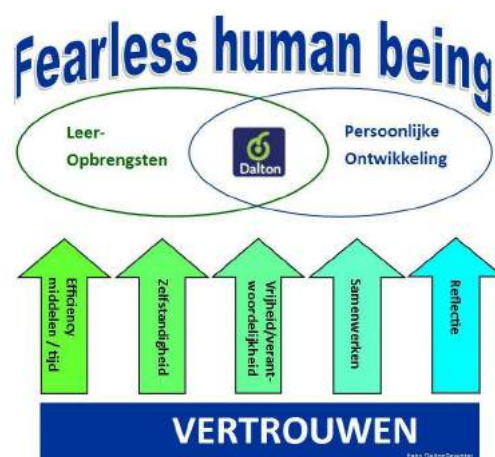 Fearless human being
Leer-
Opbrengsten
Dalton
Persoonlijke
Ontwikkeling
Efficiency
middelen / tijd
Zelfstandigheid
Vrijheid/verant-
woordelijkheid
Samenwerken
Reflectie
VERTROUWEN